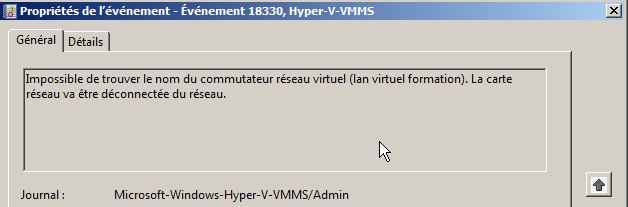 Propriétés de l'événement - Événement 18330, Hyper-V-VMMS
Général Détails
Impossible de trouver le nom du commutateur réseau virtuel (lan virtuel formation). La carte
réseau va être déconnectée du réseau.
Journal : Microsoft-Windows-Hyper-V-VMMS/Admin